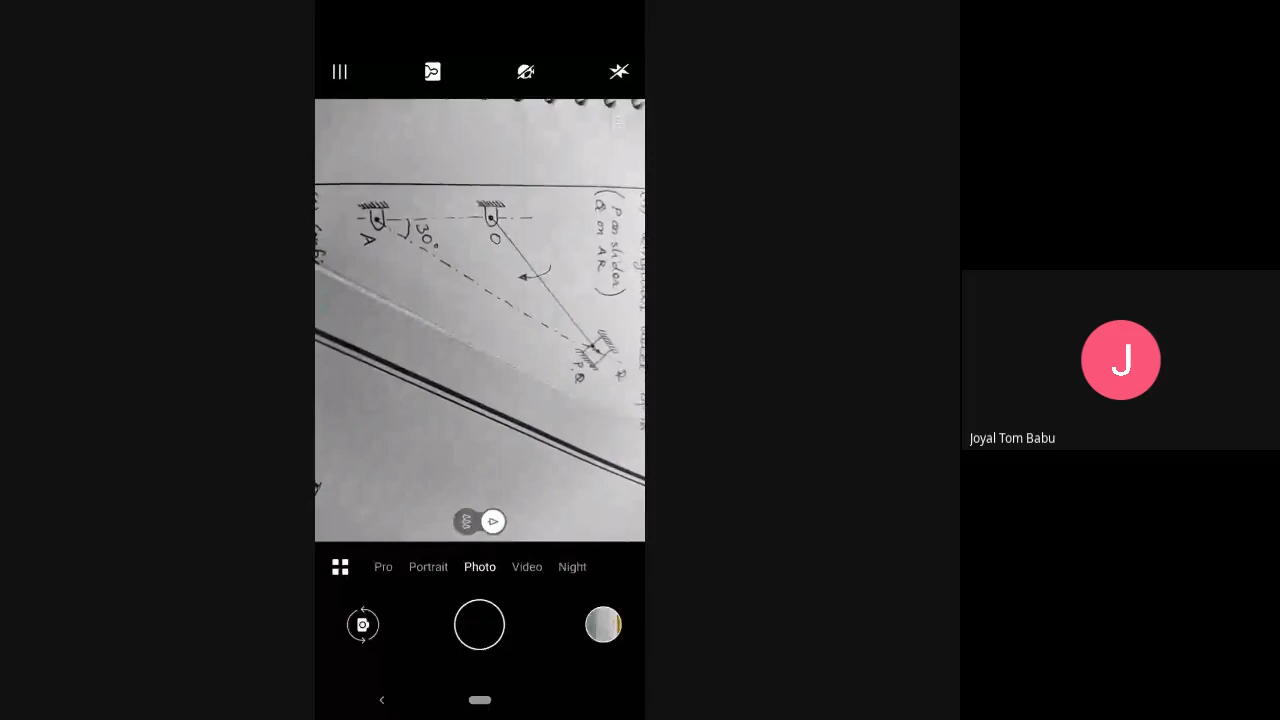 (P on slider)
Q on AR
O
A
30°
P,Q
R
Pro Portrait Photo Video Night
J
Joyal Tom Babu